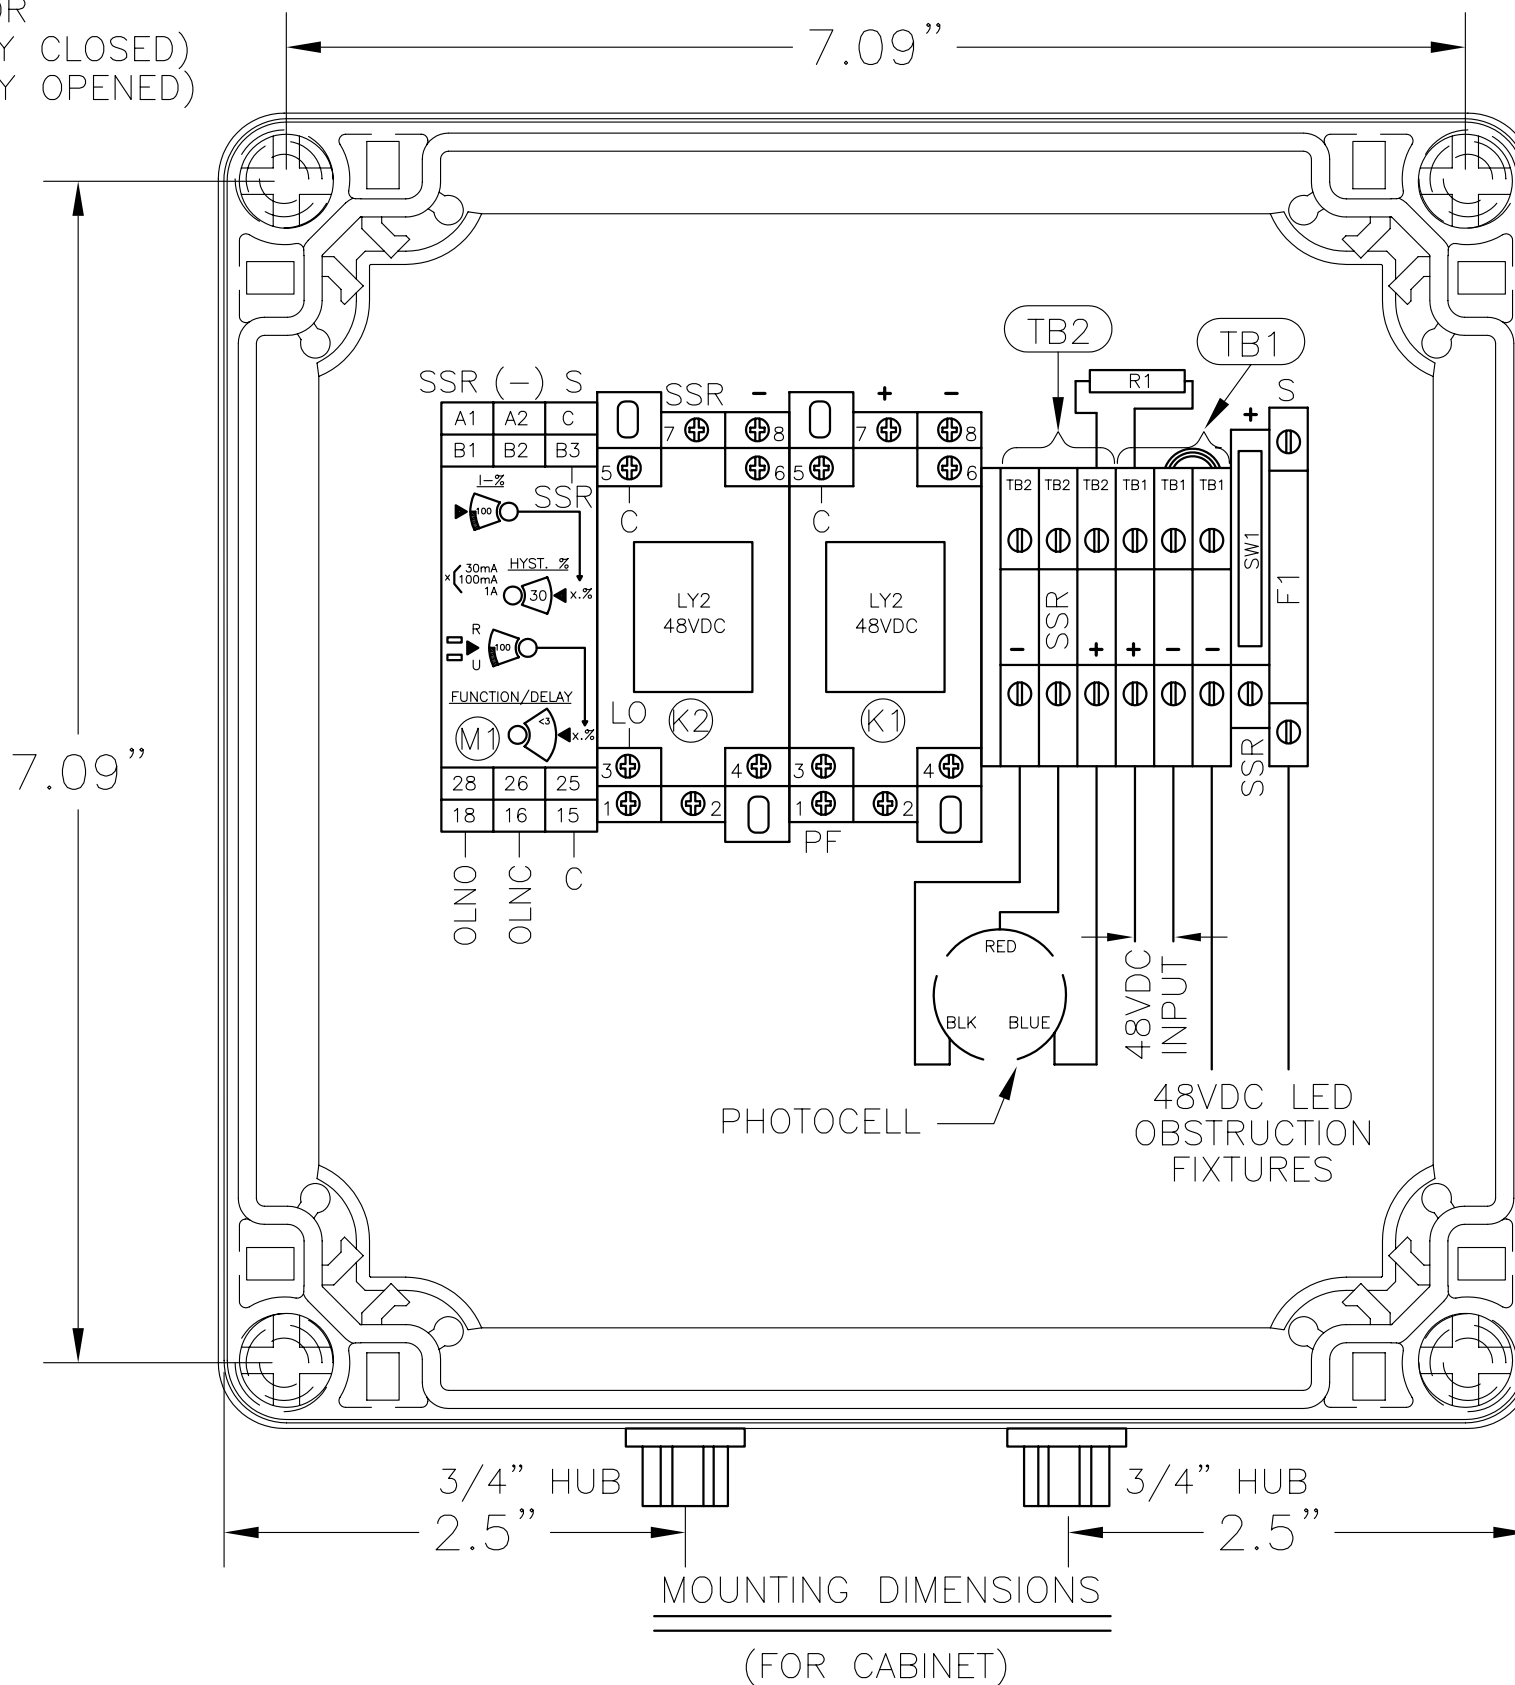 OR
Y CLOSED)
Y OPENED)
7.09"
7.09"
TB2
TB1
R1
SSR (-) S
SSR - + -
+ S
A1 A2 C
B1 B2 B3
SSR
7 8 7 8
5 6 5 6
C C
I-%
100
30mA
100mA
1A
x
HYST. %
30
x.%
R
U
100
FUNCTION/DELAY
<3
x.%
M1
28 26 25
18 16 15
OLNO
OLNC
C
LY2
48VDC
K2
LO
3 4
1 2
LY2
48VDC
K1
3 4
1 2
PF
TB2 TB2 TB2 TB1 TB1 TB1
- SSR + + - -
SW1
F1
SSR
RED
BLK BLUE
PHOTOCELL
48VDC
INPUT
48VDC LED
OBSTRUCTION
FIXTURES
3/4" HUB
3/4" HUB
2.5"
2.5"
MOUNTING DIMENSIONS
(FOR CABINET)